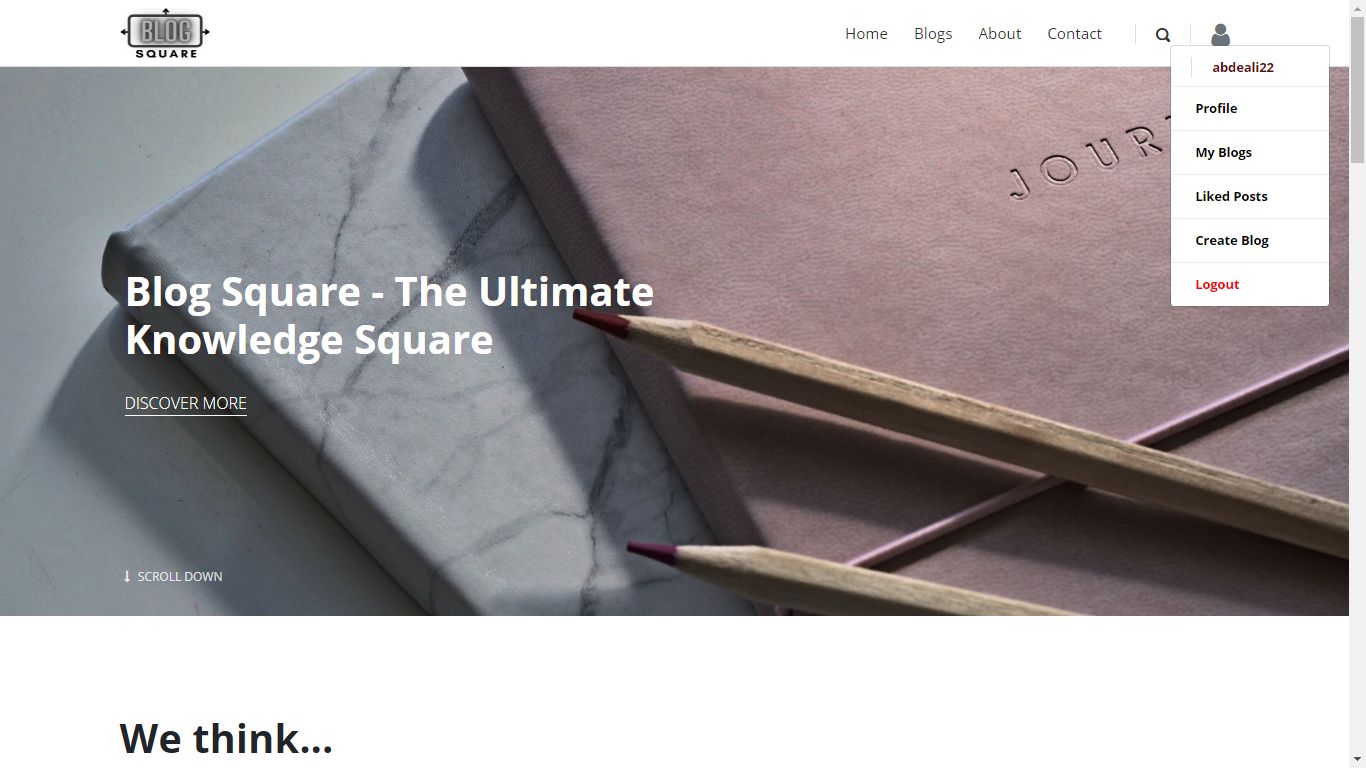 BLOG
SQUARE
Home Blogs About Contact
abdeali22
Profile
My Blogs
Liked Posts
Create Blog
Logout
JOUR
Blog Square - The Ultimate
Knowledge Square
DISCOVER MORE
SCROLL DOWN
We think...